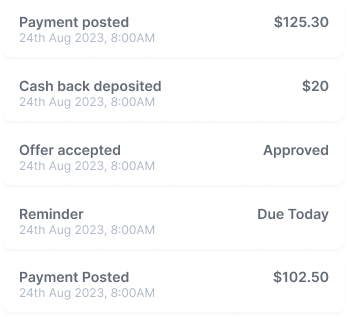 Payment posted $125.30
24th Aug 2023, 8:00AM
Cash back deposited $20
24th Aug 2023, 8:00AM
Offer accepted Approved
24th Aug 2023, 8:00AM
Reminder Due Today
24th Aug 2023, 8:00AM
Payment Posted $102.50
24th Aug 2023, 8:00AM